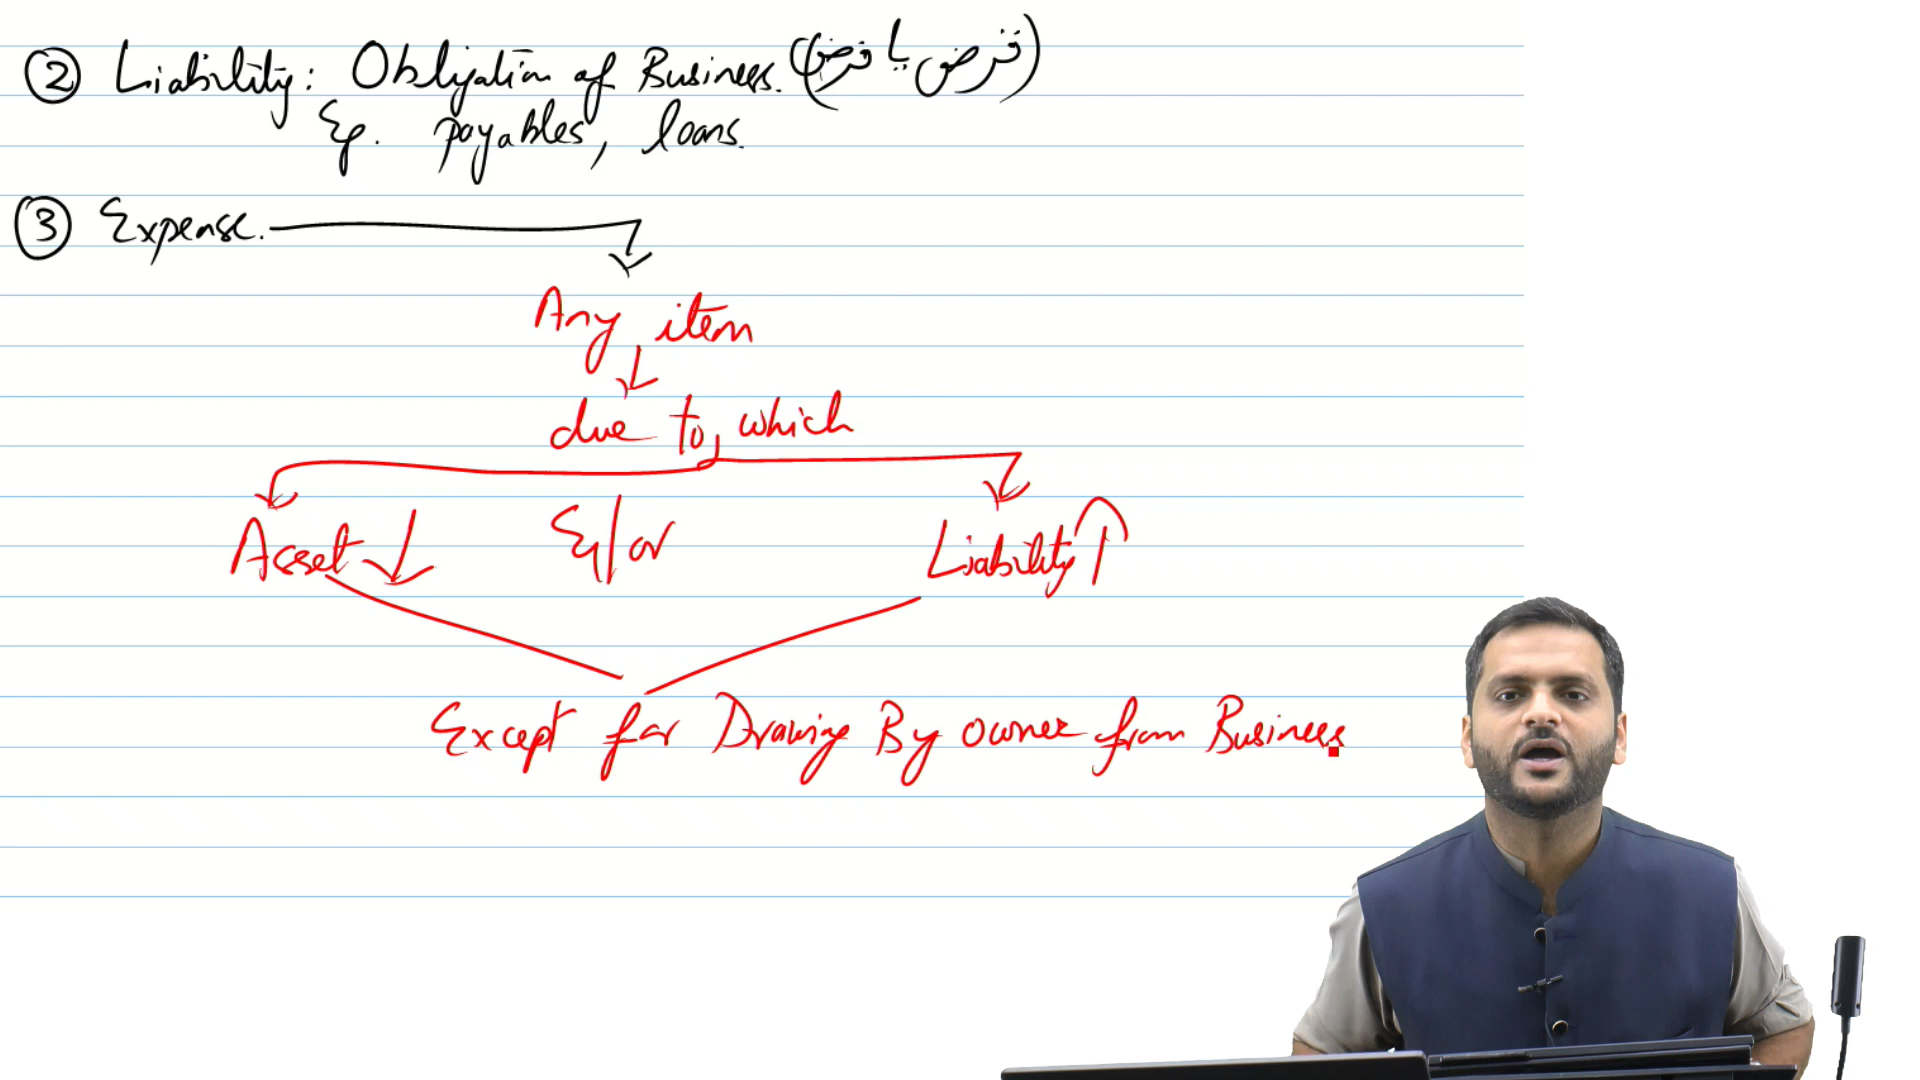 ② Liability: Obligation of Business. (قرض یا فرض)
Eg. payables, loans.
③ Expense.
Any item
due to, which
Asset ↓ &/or Liability ↑
Except for Drawing By owner from Business